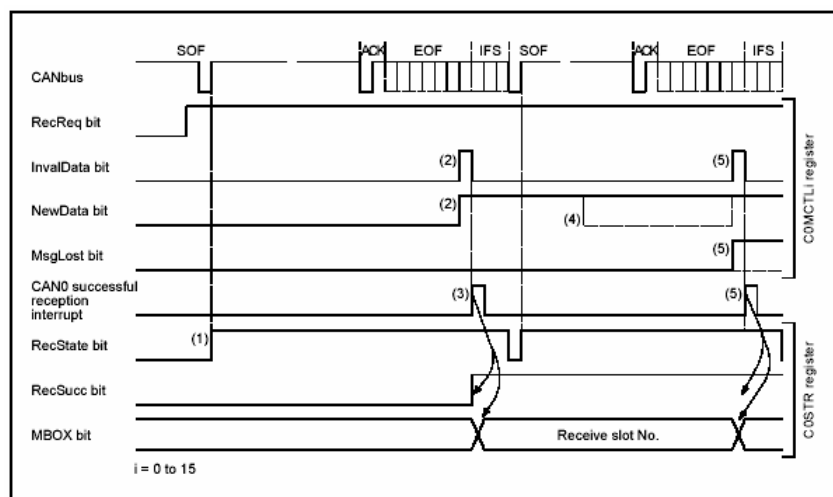 SOF ACK EOF IFS SOF ACK EOF IFS
CANbus
RecReq bit
InvalData bit (2) (5)
NewData bit (2) (4)
MsgLost bit (5)
C0MCTLi register
CAN0 successful
reception
interrupt
(3) (5)
RecState bit (1)
RecSucc bit
MBOX bit Receive slot No.
C0STR register
i = 0 to 15